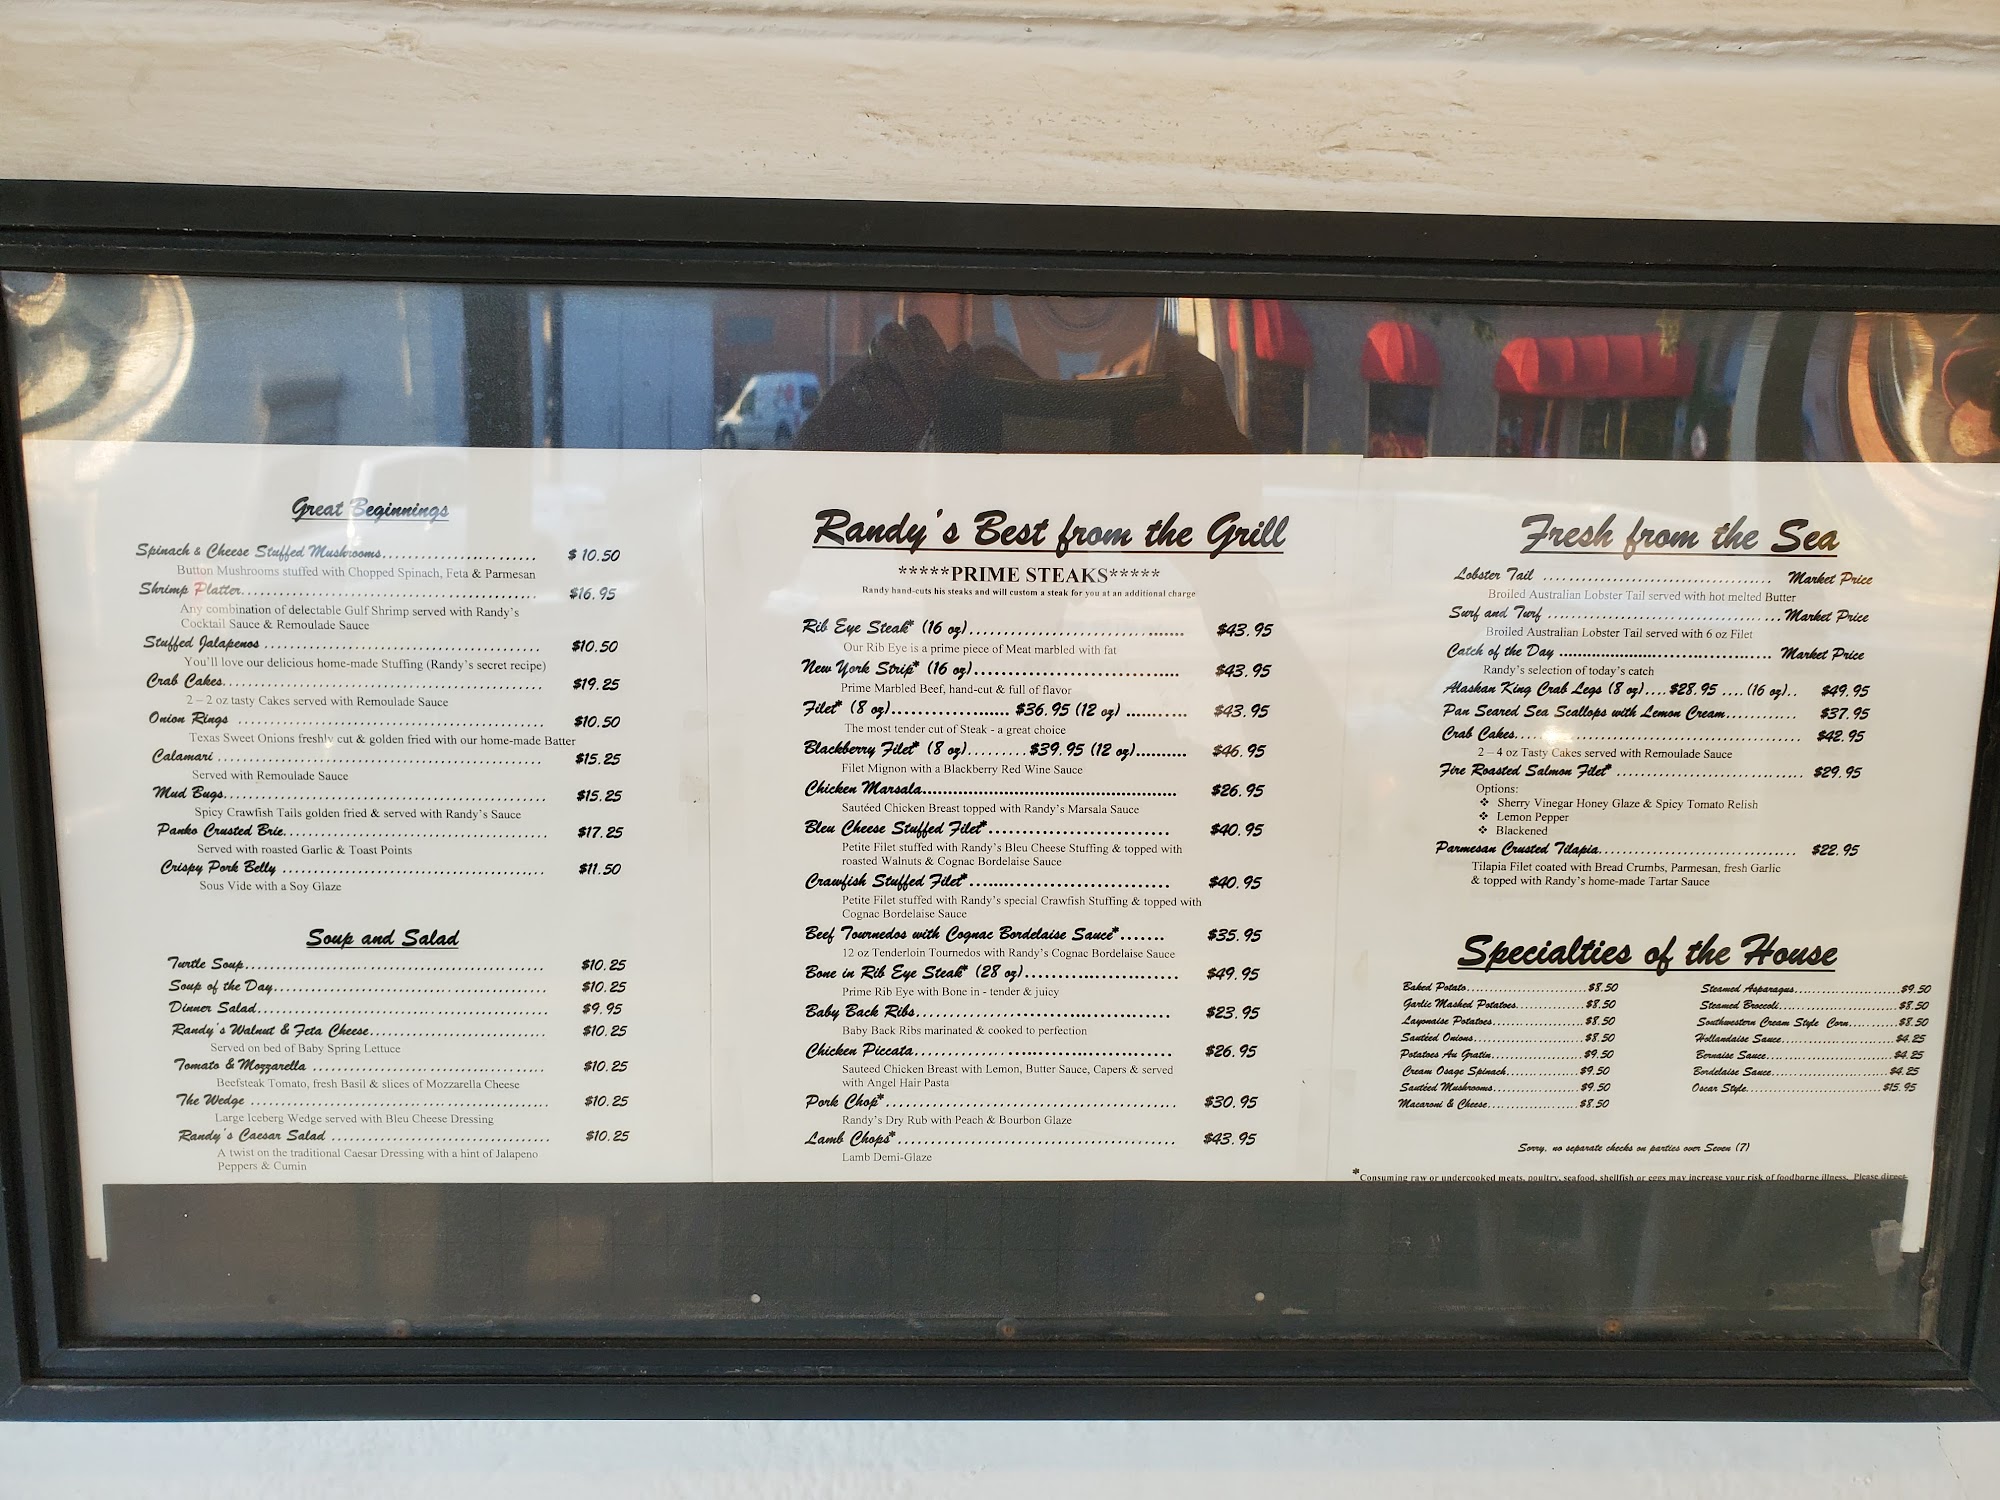 Great Beginnings
Spinach & Cheese Stuffed Mushrooms........................ $ 10.50
Button Mushrooms stuffed with Chopped Spinach, Feta & Parmesan
Shrimp Platter............................................. $16.95
Any combination of delectable Gulf Shrimp served with Randy's
Cocktail Sauce & Remoulade Sauce
Stuffed Jalapenos ........................................... $10.50
You'll love our delicious home-made Stuffing (Randy's secret recipe)
Crab Cakes................................................. $19.25
2 – 2 oz tasty Cakes served with Remoulade Sauce
Onion Rings ............................................... $10.50
Texas Sweet Onions freshly cut & golden fried with our home-made Batter
Calamari .................................................. $15.25
Served with Remoulade Sauce
Mud Bugs.................................................. $15.25
Spicy Crawfish Tails golden fried & served with Randy's Sauce
Panko Crusted Brie........................................ $17.25
Served with roasted Garlic & Toast Points
Crispy Pork Belly ......................................... $11.50
Sous Vide with a Soy Glaze
Soup and Salad
Turtle Soup............................................... $10.25
Soup of the Day........................................... $10.25
Dinner Salad.............................................. $9.95
Randy's Walnut & Feta Cheese........................... $10.25
Served on bed of Baby Spring Lettuce
Tomato & Mozzarella ..................................... $10.25
Beefsteak Tomato, fresh Basil & slices of Mozzarella Cheese
The Wedge ............................................... $10.25
Large Iceberg Wedge served with Bleu Cheese Dressing
Randy's Caesar Salad .................................... $10.25
A twist on the traditional Caesar Dressing with a hint of Jalapeno
Peppers & Cumin
Randy's Best from the Grill
*****PRIME STEAKS*****
Randy hand-cuts his steaks and will custom a steak for you at an additional charge
Rib Eye Steak* (16 oz)................................... $43.95
Our Rib Eye is a prime piece of Meat marbled with fat
New York Strip* (16 oz).................................. $43.95
Prime Marbled Beef, hand-cut & full of flavor
Filet* (8 oz)................... $36.95 (12 oz) .......... $43.95
The most tender cut of Steak - a great choice
Blackberry Filet* (8 oz)......... $39.95 (12 oz).......... $46.95
Filet Mignon with a Blackberry Red Wine Sauce
Chicken Marsala.......................................... $26.95
Sautéed Chicken Breast topped with Randy's Marsala Sauce
Bleu Cheese Stuffed Filet*............................... $40.95
Petite Filet stuffed with Randy's Bleu Cheese Stuffing & topped with
roasted Walnuts & Cognac Bordelaise Sauce
Crawfish Stuffed Filet*.................................. $40.95
Petite Filet stuffed with Randy's special Crawfish Stuffing & topped with
Cognac Bordelaise Sauce
Beef Tournedos with Cognac Bordelaise Sauce*....... $35.95
12 oz Tenderloin Tournedos with Randy's Cognac Bordelaise Sauce
Bone in Rib Eye Steak* (28 oz).......................... $49.95
Prime Rib Eye with Bone in - tender & juicy
Baby Back Ribs........................................... $23.95
Baby Back Ribs marinated & cooked to perfection
Chicken Piccata.......................................... $26.95
Sauteed Chicken Breast with Lemon, Butter Sauce, Capers & served
with Angel Hair Pasta
Pork Chop*............................................... $30.95
Randy's Dry Rub with Peach & Bourbon Glaze
Lamb Chops*.............................................. $43.95
Lamb Demi-Glaze
Fresh from the Sea
Lobster Tail ...................................... Market Price
Broiled Australian Lobster Tail served with hot melted Butter
Surf and Turf ..................................... Market Price
Broiled Australian Lobster Tail served with 6 oz Filet
Catch of the Day .................................. Market Price
Randy's selection of today's catch
Alaskan King Crab Legs (8 oz)....$28.95 ....(16 oz).. $49.95
Pan Seared Sea Scallops with Lemon Cream............ $37.95
Crab Cakes............................................... $42.95
2 – 4 oz Tasty Cakes served with Remoulade Sauce
Fire Roasted Salmon Filet* .............................. $29.95
Options:
❖ Sherry Vinegar Honey Glaze & Spicy Tomato Relish
❖ Lemon Pepper
❖ Blackened
Parmesan Crusted Tilapia................................. $22.95
Tilapia Filet coated with Bread Crumbs, Parmesan, fresh Garlic
& topped with Randy's home-made Tartar Sauce
Specialties of the House
Baked Potato...........................$8.50
Garlic Mashed Potatoes................$8.50
Layonaise Potatoes.....................$8.50
Sautéed Onions.........................$8.50
Potatoes Au Gratin.....................$9.50
Cream Osage Spinach..................$9.50
Sautéed Mushrooms....................$9.50
Macaroni & Cheese.....................$8.50
Steamed Asparagus.......................$9.50
Steamed Broccoli..........................$8.50
Southwestern Cream Style Corn..........$8.50
Hollandaise Sauce.........................$4.25
Bernaise Sauce............................$4.25
Bordelaise Sauce..........................$4.25
Oscar Style...............................$15.95
Sorry, no separate checks on parties over Seven (7)
*Consuming raw or undercooked meats, poultry, seafood, shellfish or eggs may increase your risk of foodborne illness. Please direct